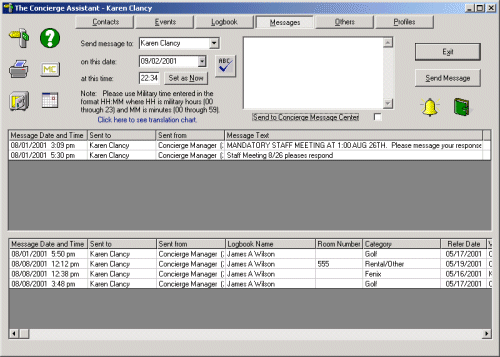 The Concierge Assistant - Karen Clancy
Contacts Events Logbook Messages Others Profiles
Send message to: Karen Clancy
on this date: 09/02/2001 ABC
at this time: 22:34 Set as Now
Exit
MC
Send Message
Note: Please use Military time entered in the
format HH:MM where HH is military hours (00
through 23) and MM is minutes (00 through 59).
Click here to see translation chart.
Send to Concierge Message Center
Message Date and Time Sent to Sent from Message Text
08/01/2001 3:09 pm Karen Clancy Concierge Manager ( MANDATORY STAFF MEETING AT 1:00 AUG 26TH. Please message your response
08/01/2001 5:30 pm Karen Clancy Concierge Manager ( Staff Meeting 8/26 pleases respond
Message Date and Time Sent to Sent from Logbook Name Room Number Category Refer Date
08/01/2001 5:50 pm Karen Clancy Concierge Manager ( James A Wilson Golf 05/17/2001
08/08/2001 12:12 pm Karen Clancy Concierge Manager ( James A Wilson 555 Rental/Other 05/19/2001
08/08/2001 12:38 pm Karen Clancy Concierge Manager ( James A Wilson Fenix 05/16/2001
08/08/2001 3:48 pm Karen Clancy Concierge Manager ( James A Wilson Golf 05/17/2001